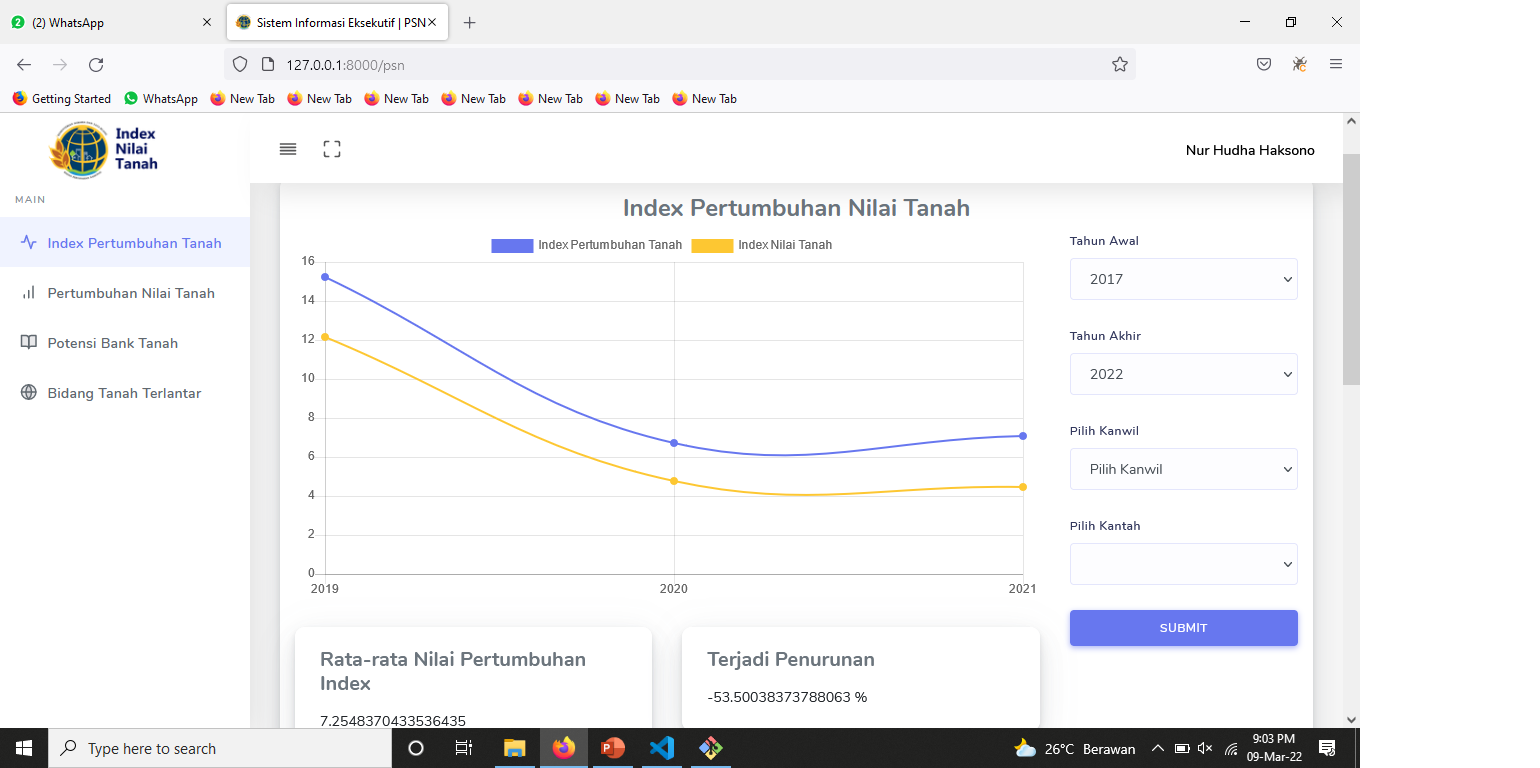 2 (2) WhatsApp
Sistem Informasi Eksekutif | PSN
127.0.0.1:8000/psn
Getting Started WhatsApp New Tab New Tab New Tab New Tab New Tab New Tab New Tab
Index
Nilai
Tanah
Nur Hudha Haksono
MAIN
Index Pertumbuhan Tanah
Pertumbuhan Nilai Tanah
Potensi Bank Tanah
Bidang Tanah Terlantar
Index Pertumbuhan Nilai Tanah
Index Pertumbuhan Tanah Index Nilai Tanah
16
14
12
10
8
6
4
2
0
2019 2020 2021
Tahun Awal
2017
Tahun Akhir
2022
Pilih Kanwil
Pilih Kanwil
Pilih Kantah
SUBMIT
Rata-rata Nilai Pertumbuhan
Index
7.2548370433536435
Terjadi Penurunan
-53.50038373788063 %
Type here to search
26°C Berawan
9:03 PM
09-Mar-22